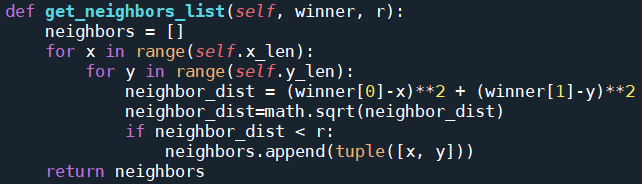 def get_neighbors_list(self, winner, r):
    neighbors = []
    for x in range(self.x_len):
        for y in range(self.y_len):
            neighbor_dist = (winner[0]-x)**2 + (winner[1]-y)**2
            neighbor_dist=math.sqrt(neighbor_dist)
            if neighbor_dist < r:
                neighbors.append(tuple([x, y]))
    return neighbors